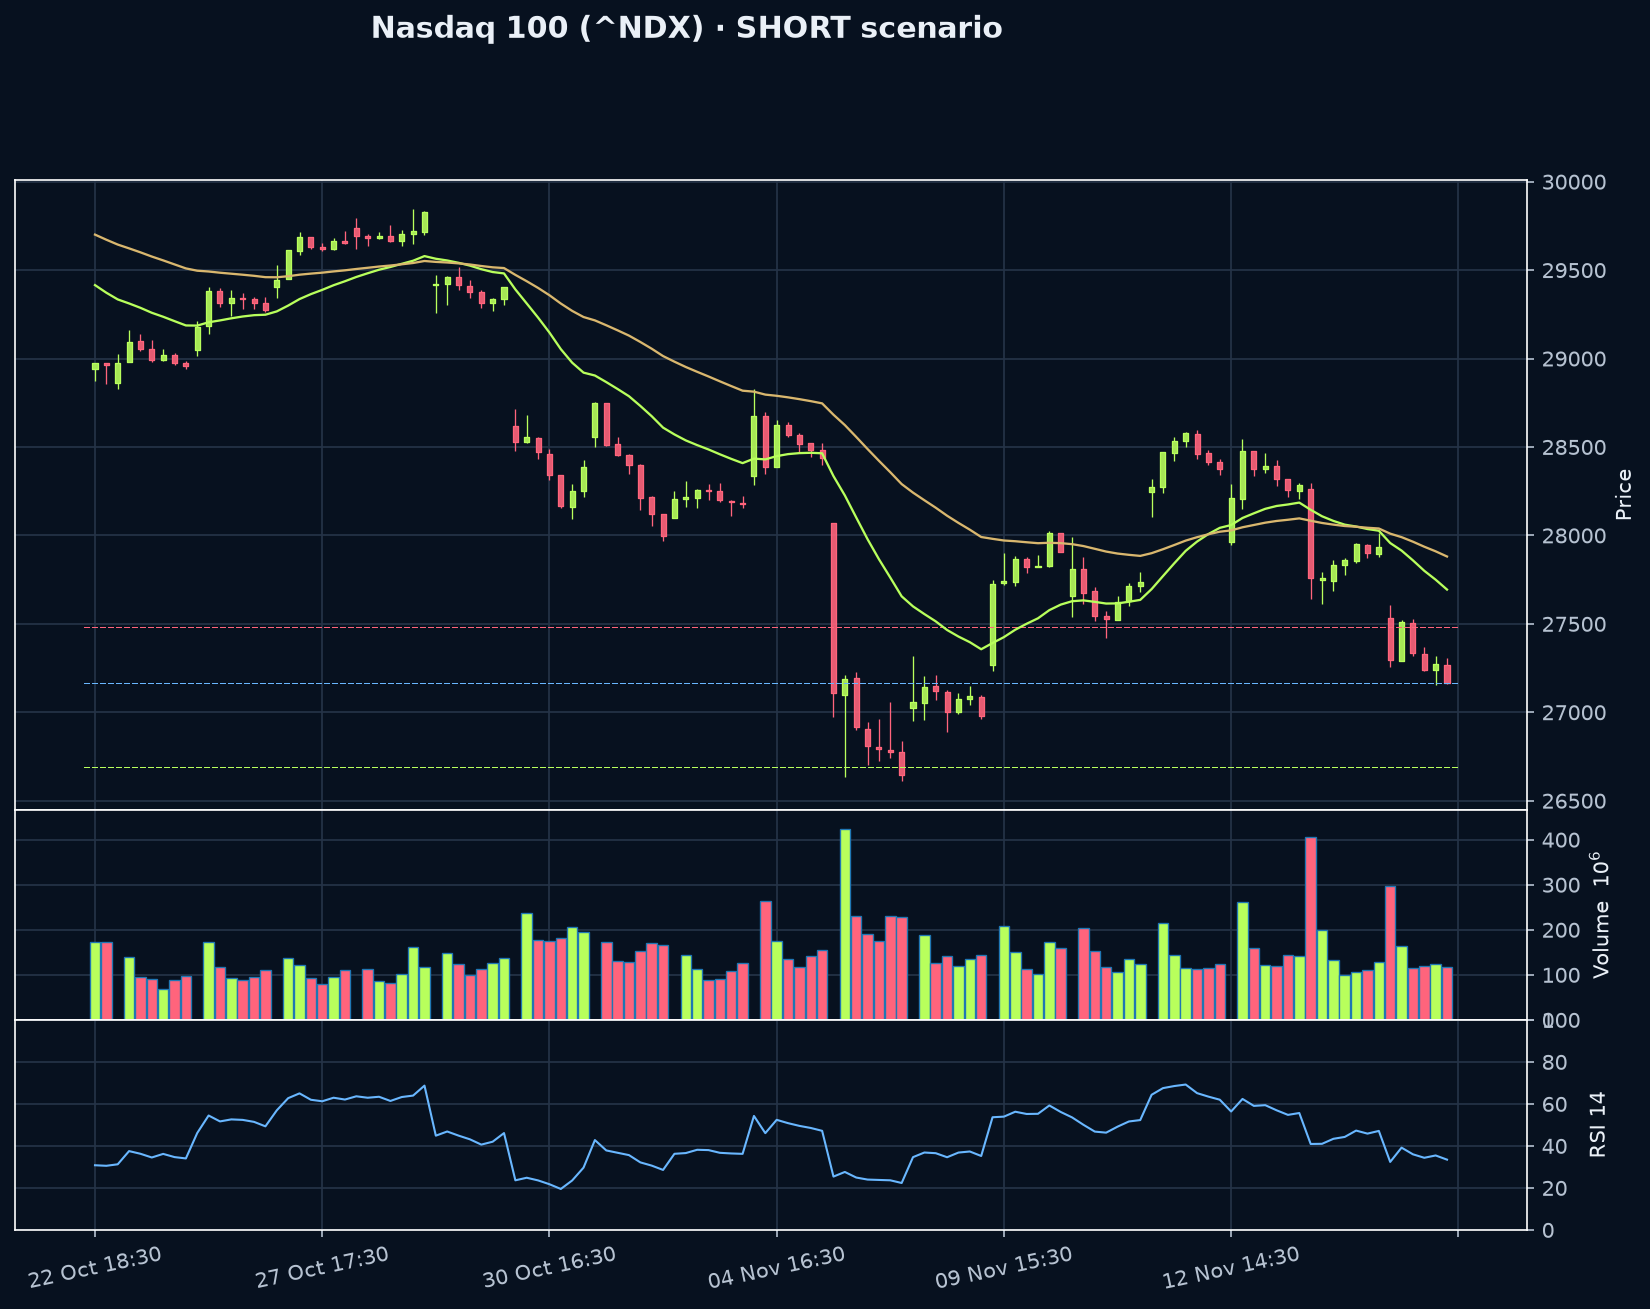 Nasdaq 100 (^NDX) · SHORT scenario
30000
29500
29000
28500
28000
27500
27000
26500
Price
400
300
200
100
0
Volume 10^6
100
80
60
40
20
0
RSI 14
22 Oct 18:30
27 Oct 17:30
30 Oct 16:30
04 Nov 16:30
09 Nov 15:30
12 Nov 14:30